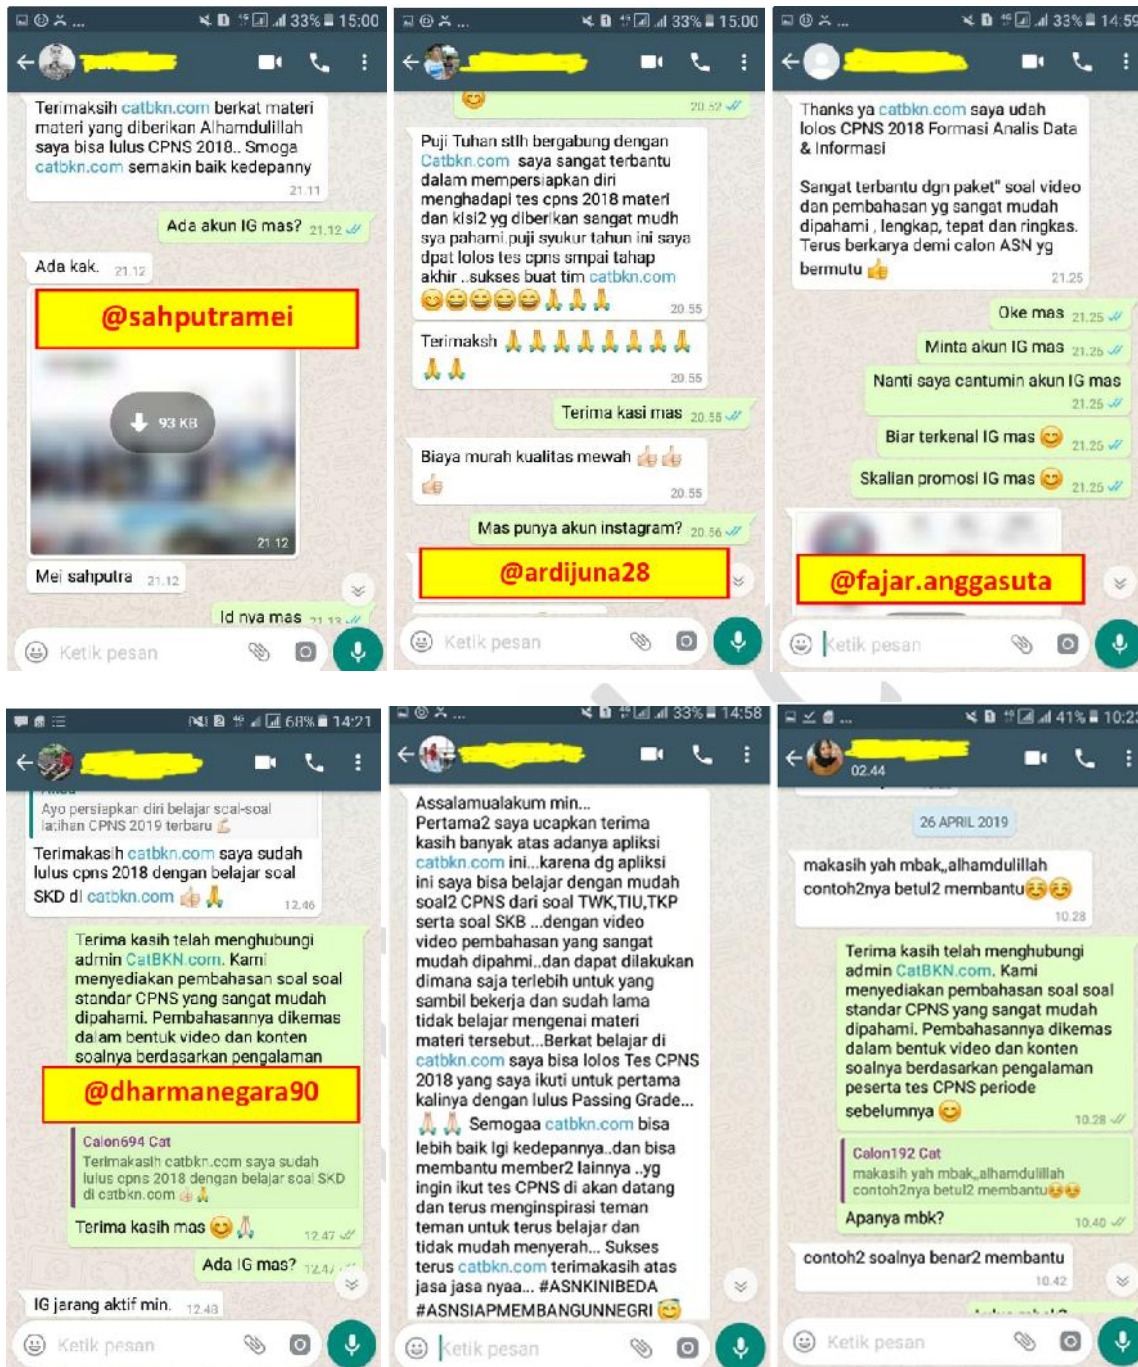 33% 15:00
Terimaksih catbkn.com berkat materi
materi yang diberikan Alhamdulillah
saya bisa lulus CPNS 2018.. Smoga
catbkn.com semakin baik kedepanny
21.11
Ada akun IG mas? 21.12
Ada kak. 21.12
@sahputramei
93 KB
21.12
Mei sahputra 21.12
Id nya mas 21.13
Ketik pesan
33% 15:00
20.52
Puji Tuhan stlh bergabung dengan
Catbkn.com saya sangat terbantu
dalam mempersiapkan diri
menghadapi tes cpns 2018 materi
dan kisi2 yg diberikan sangat mudh
sya pahami.puji syukur tahun ini saya
dpat lolos tes cpns smpai tahap
akhir ..sukses buat tim catbkn.com
😊😄😄😄😄🙏🙏🙏
20.55
Terimaksh 🙏🙏🙏🙏🙏🙏🙏
🙏🙏
20.55
Terima kasi mas 20.55
Biaya murah kualitas mewah 👍👍
👍
20.55
Mas punya akun instagram? 20.56
@ardijuna28
Ketik pesan
33% 14:59
Thanks ya catbkn.com saya udah
lolos CPNS 2018 Formasi Analis Data
& Informasi
Sangat terbantu dgn paket" soal video
dan pembahasan yg sangat mudah
dipahami , lengkap, tepat dan ringkas.
Terus berkarya demi calon ASN yg
bermutu 👍
21.25
Oke mas 21.25
Minta akun IG mas 21.25
Nanti saya cantumin akun IG mas
21.25
Biar terkenal IG mas 😊 21.25
Skalian promosi IG mas 😊 21.25
@fajar.anggasuta
Ketik pesan
68% 14:21
Ayo persiapkan diri belajar soal-soal
latihan CPNS 2019 terbaru 💪
Terimakasih catbkn.com saya sudah
lulus cpns 2018 dengan belajar soal
SKD di catbkn.com 👍🙏
12.46
Terima kasih telah menghubungi
admin CatBKN.com. Kami
menyediakan pembahasan soal soal
standar CPNS yang sangat mudah
dipahami. Pembahasannya dikemas
dalam bentuk video dan konten
soalnya berdasarkan pengalaman
@dharmanegara90
Calon694 Cat
Terimakasih catbkn.com saya sudah
lulus cpns 2018 dengan belajar soal SKD
di catbkn.com 👍🙏
Terima kasih mas 😊🙏 12.47
Ada IG mas? 12.47
IG jarang aktif min. 12.48
Ketik pesan
33% 14:58
Assalamualakum min...
Pertama2 saya ucapkan terima
kasih banyak atas adanya apliksi
catbkn.com ini...karena dg apliksi
ini saya bisa belajar dengan mudah
soal2 CPNS dari soal TWK,TIU,TKP
serta soal SKB ...dengan video
video pembahasan yang sangat
mudah dipahmi..dan dapat dilakukan
dimana saja terlebih untuk yang
sambil bekerja dan sudah lama
tidak belajar mengenai materi
materi tersebut...Berkat belajar di
catbkn.com saya bisa lolos Tes CPNS
2018 yang saya ikuti untuk pertama
kalinya dengan lulus Passing Grade...
🙏🙏 Semogaa catbkn.com bisa
lebih baik lgi kedepannya..dan bisa
membantu member2 lainnya ..yg
ingin ikut tes CPNS di akan datang
dan terus menginspirasi teman
teman untuk terus belajar dan
tidak mudah menyerah... Sukses
terus catbkn.com terimakasih atas
jasa jasa nyaa... #ASNKINIBEDA
#ASNSIAPMEMBANGUNNEGRI 😇
Ketik pesan
41% 10:23
02.44
26 APRIL 2019
makasih yah mbak,,alhamdulillah
contoh2nya betul2 membantu☺☺
10.28
Terima kasih telah menghubungi
admin CatBKN.com. Kami
menyediakan pembahasan soal soal
standar CPNS yang sangat mudah
dipahami. Pembahasannya dikemas
dalam bentuk video dan konten
soalnya berdasarkan pengalaman
peserta tes CPNS periode
sebelumnya 😊
10.28
Calon192 Cat
makasih yah mbak,,alhamdulillah
contoh2nya betul2 membantu☺☺
Apanya mbk? 10.40
contoh2 soalnya benar2 membantu
10.42
Ketik pesan